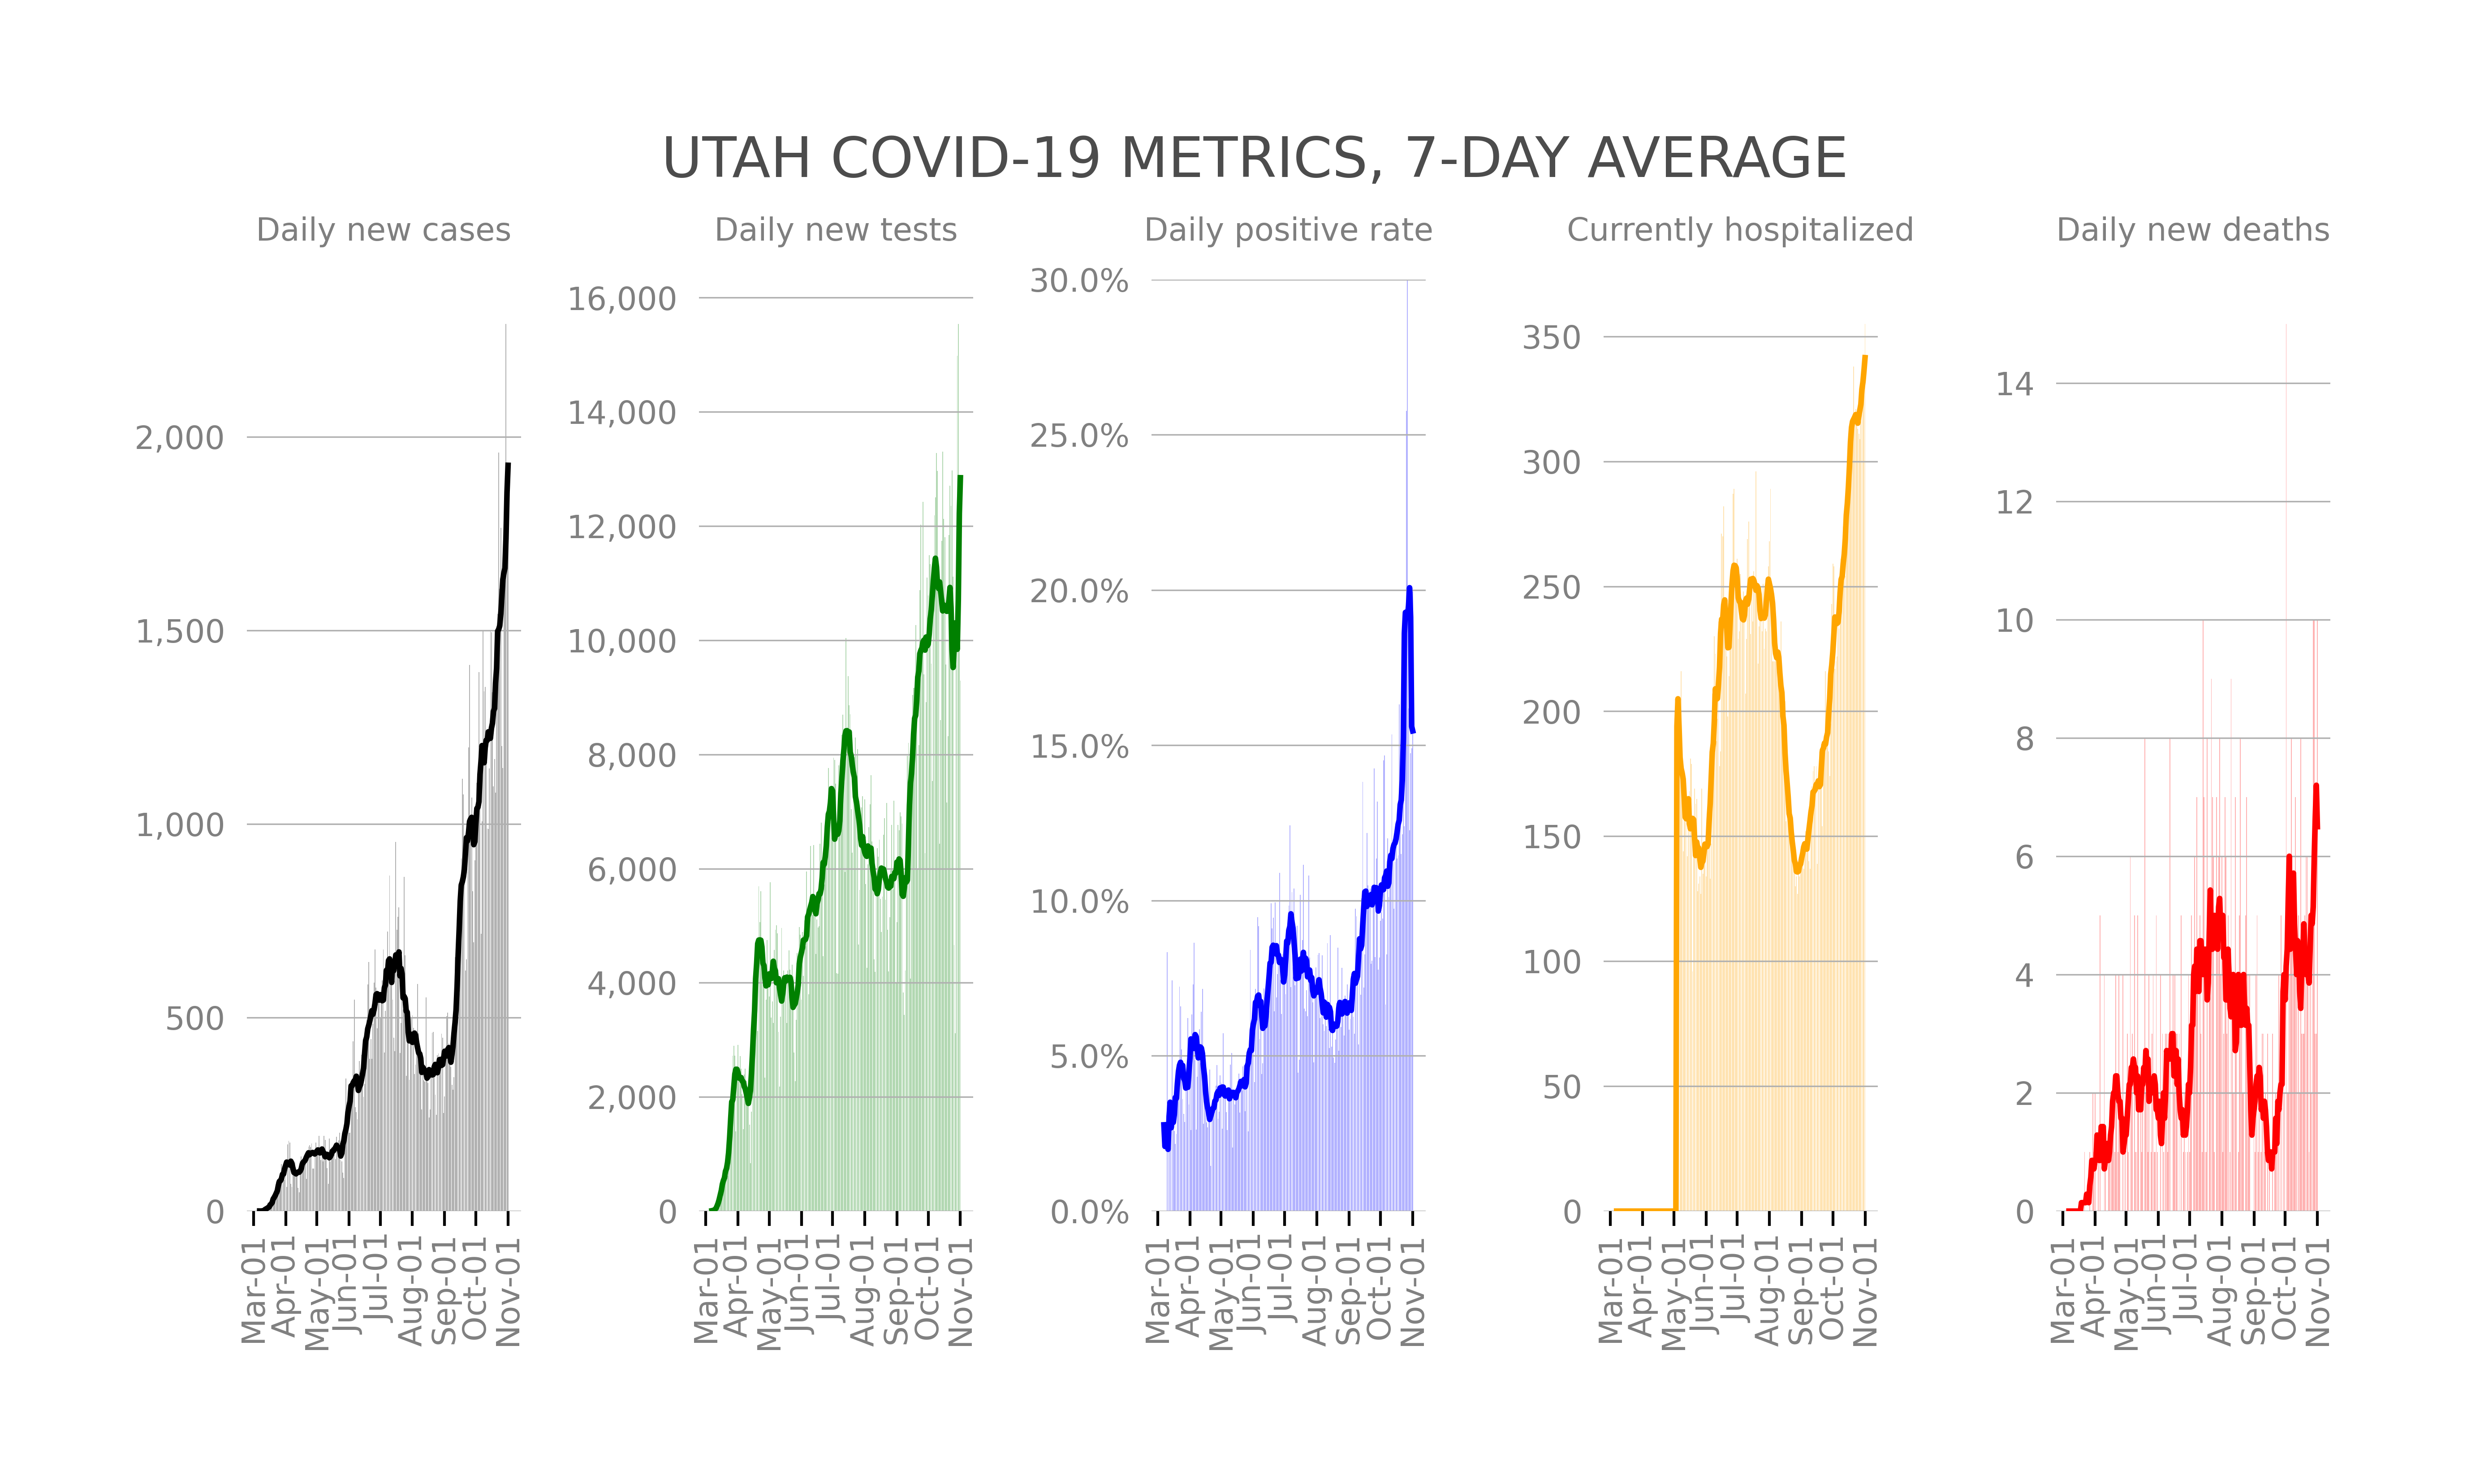 UTAH COVID-19 METRICS, 7-DAY AVERAGE
Daily new cases
2,000
1,500
1,000
500
0
Mar-01
Apr-01
May-01
Jun-01
Jul-01
Aug-01
Sep-01
Oct-01
Nov-01
Daily new tests
16,000
14,000
12,000
10,000
8,000
6,000
4,000
2,000
0
Mar-01
Apr-01
May-01
Jun-01
Jul-01
Aug-01
Sep-01
Oct-01
Nov-01
Daily positive rate
30.0%
25.0%
20.0%
15.0%
10.0%
5.0%
0.0%
Mar-01
Apr-01
May-01
Jun-01
Jul-01
Aug-01
Sep-01
Oct-01
Nov-01
Currently hospitalized
350
300
250
200
150
100
50
0
Mar-01
Apr-01
May-01
Jun-01
Jul-01
Aug-01
Sep-01
Oct-01
Nov-01
Daily new deaths
14
12
10
8
6
4
2
0
Mar-01
Apr-01
May-01
Jun-01
Jul-01
Aug-01
Sep-01
Oct-01
Nov-01